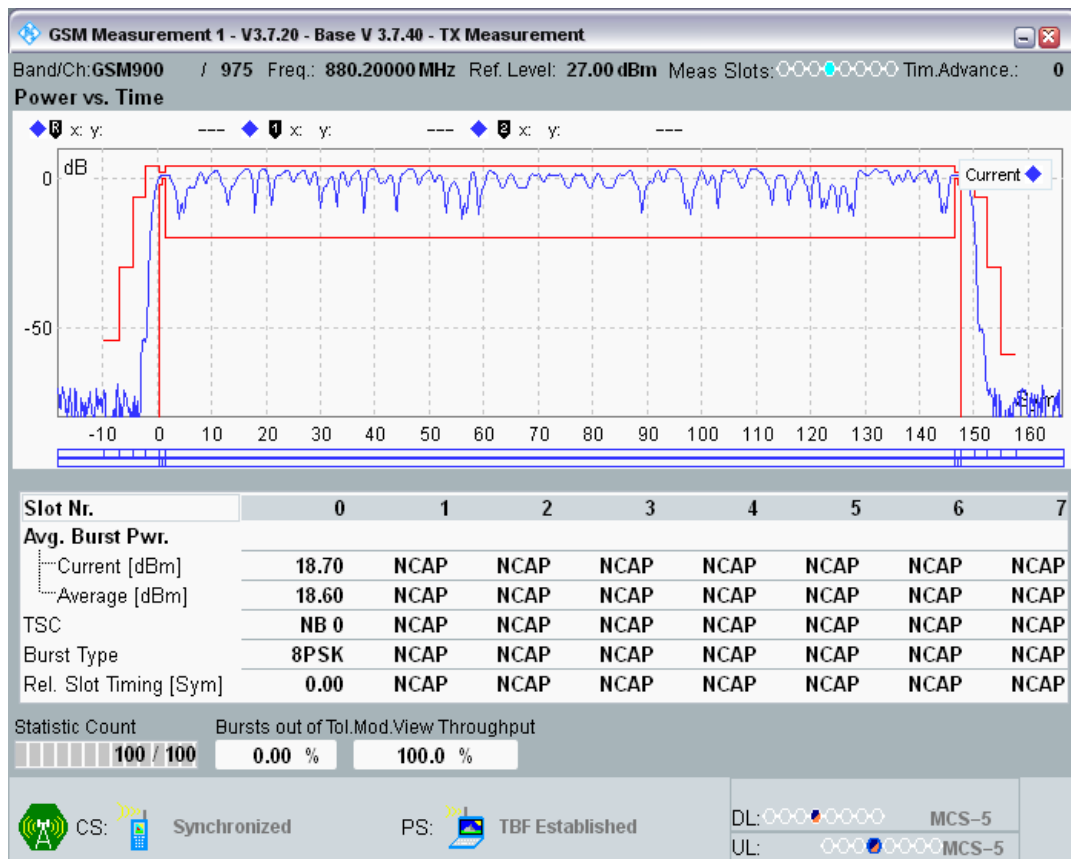 GSM Measurement 1 - V3.7.20 - Base V 3.7.40 - TX Measurement
Band/Ch:GSM900 / 975 Freq.: 880.20000 MHz Ref. Level: 27.00 dBm Meas Slots: Tim.Advance.: 0
Power vs. Time
R x: y: --- 1 x: y: --- 2 x: y: ---
dB
Current
0
-50
Sym
-10 0 10 20 30 40 50 60 70 80 90 100 110 120 130 140 150 160
Slot Nr. 0 1 2 3 4 5 6 7
Avg. Burst Pwr.
Current [dBm] 18.70 NCAP NCAP NCAP NCAP NCAP NCAP NCAP
Average [dBm] 18.60 NCAP NCAP NCAP NCAP NCAP NCAP NCAP
TSC NB 0 NCAP NCAP NCAP NCAP NCAP NCAP NCAP
Burst Type 8PSK NCAP NCAP NCAP NCAP NCAP NCAP NCAP
Rel. Slot Timing [Sym] 0.00 NCAP NCAP NCAP NCAP NCAP NCAP NCAP
Statistic Count Bursts out of Tol.Mod.View Throughput
100 / 100 0.00 % 100.0 %
CS: Synchronized PS: TBF Established DL: MCS-5
UL: MCS-5